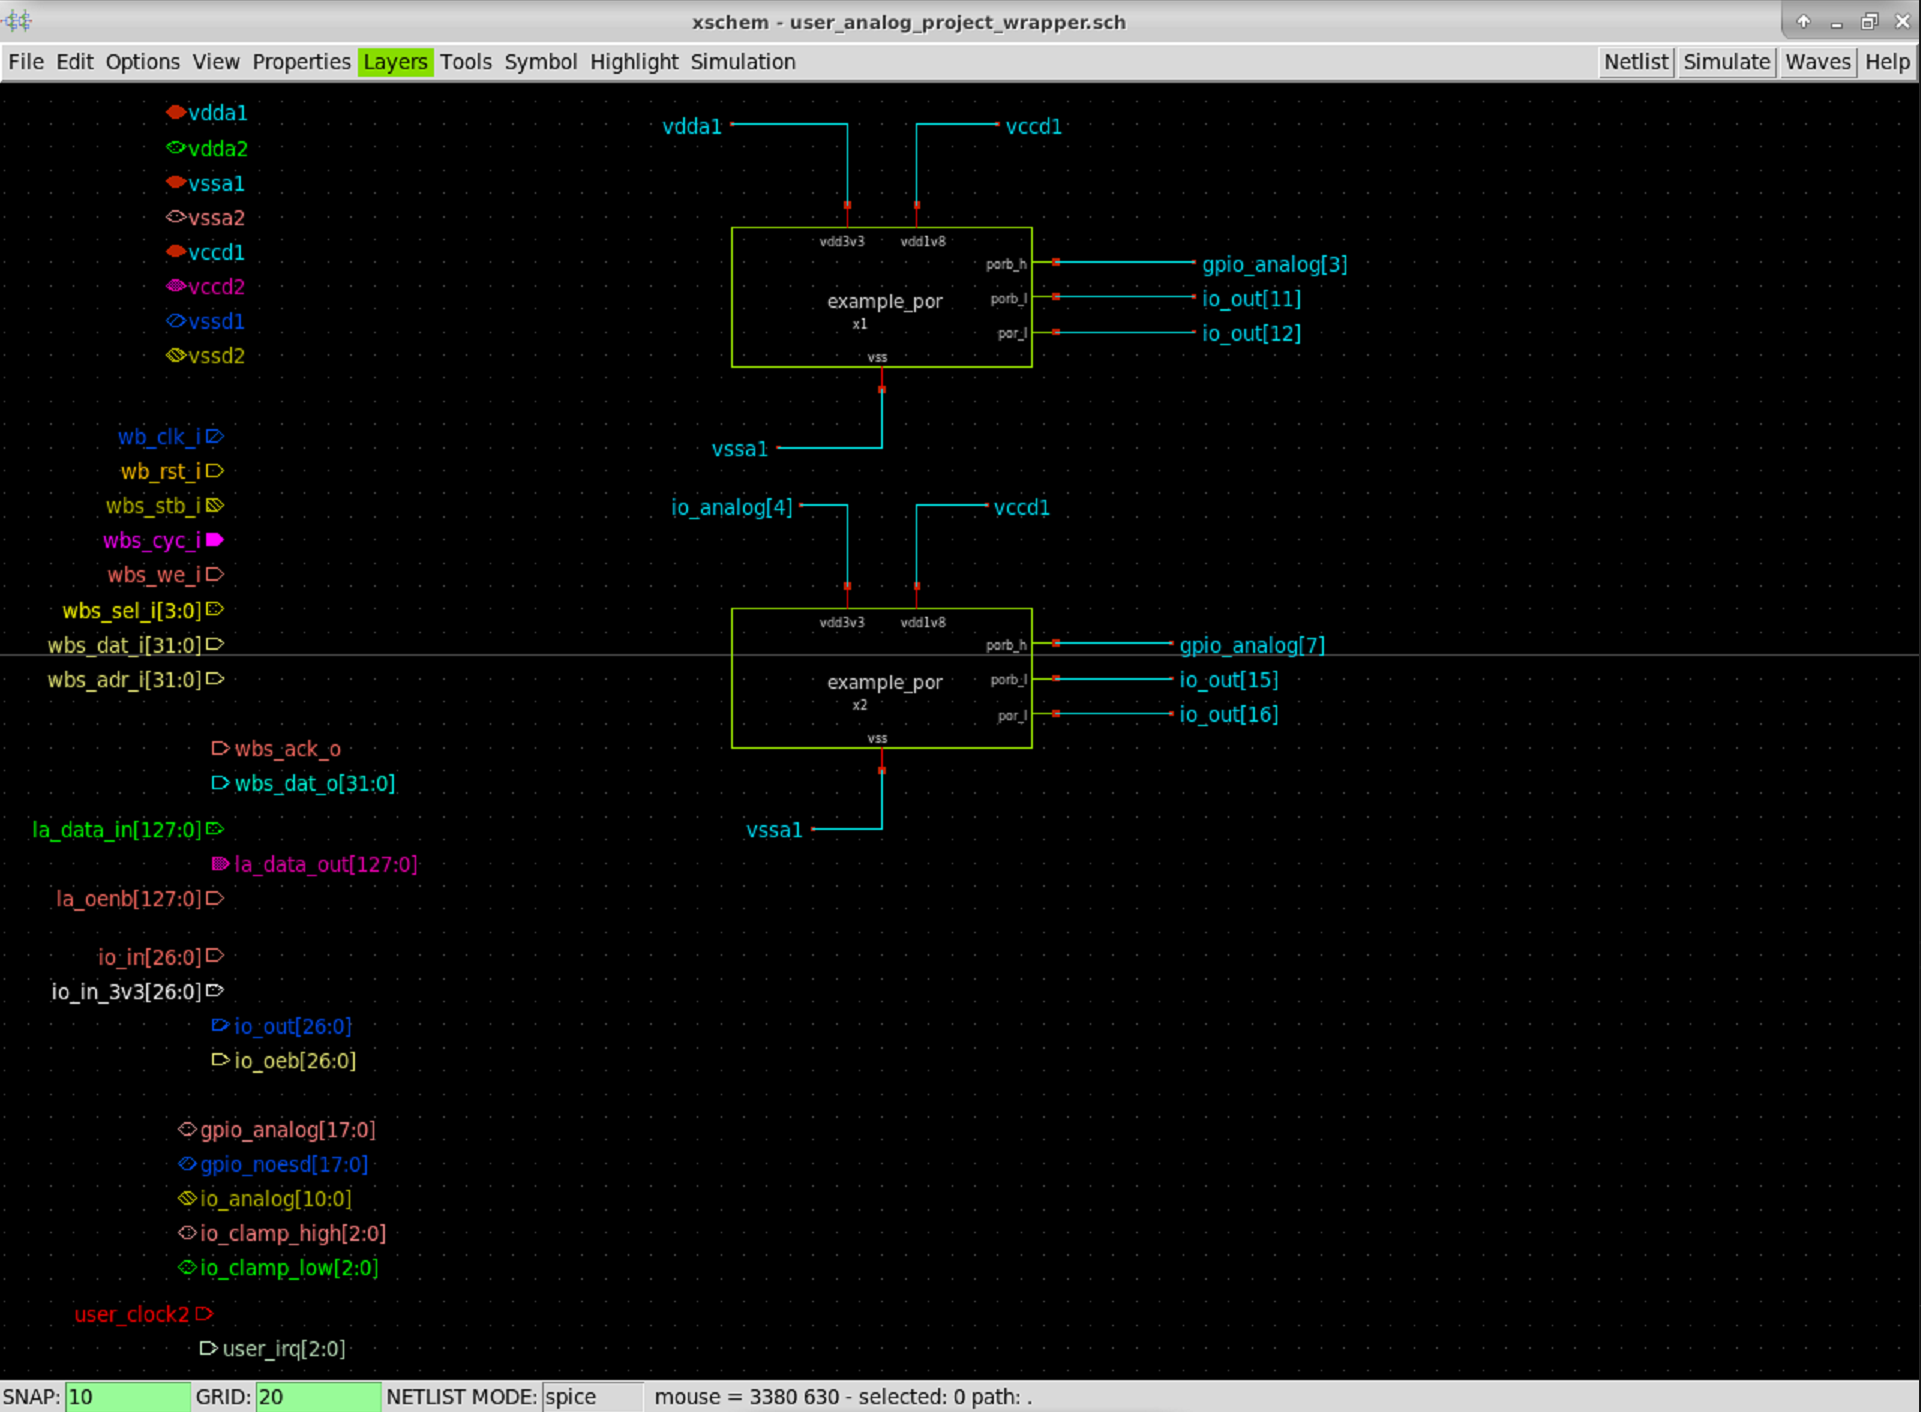 xschem - user_analog_project_wrapper.sch
File Edit Options View Properties Layers Tools Symbol Highlight Simulation Netlist Simulate Waves Help
vdda1
vdda2
vssa1
vssa2
vccd1
vccd2
vssd1
vssd2
wb_clk_i
wb_rst_i
wbs_stb_i
wbs_cyc_i
wbs_we_i
wbs_sel_i[3:0]
wbs_dat_i[31:0]
wbs_adr_i[31:0]
wbs_ack_o
wbs_dat_o[31:0]
la_data_in[127:0]
la_data_out[127:0]
la_oenb[127:0]
io_in[26:0]
io_in_3v3[26:0]
io_out[26:0]
io_oeb[26:0]
gpio_analog[17:0]
gpio_noesd[17:0]
io_analog[10:0]
io_clamp_high[2:0]
io_clamp_low[2:0]
user_clock2
user_irq[2:0]
vdda1 vccd1
vdd3v3 vdd1v8
porb_h gpio_analog[3]
example_por porb_l io_out[11]
x1 por_l io_out[12]
vss
vssa1
io_analog[4] vccd1
vdd3v3 vdd1v8
porb_h gpio_analog[7]
example_por porb_l io_out[15]
x2 por_l io_out[16]
vss
vssa1
SNAP: 10 GRID: 20 NETLIST MODE: spice mouse = 3380 630 - selected: 0 path: .